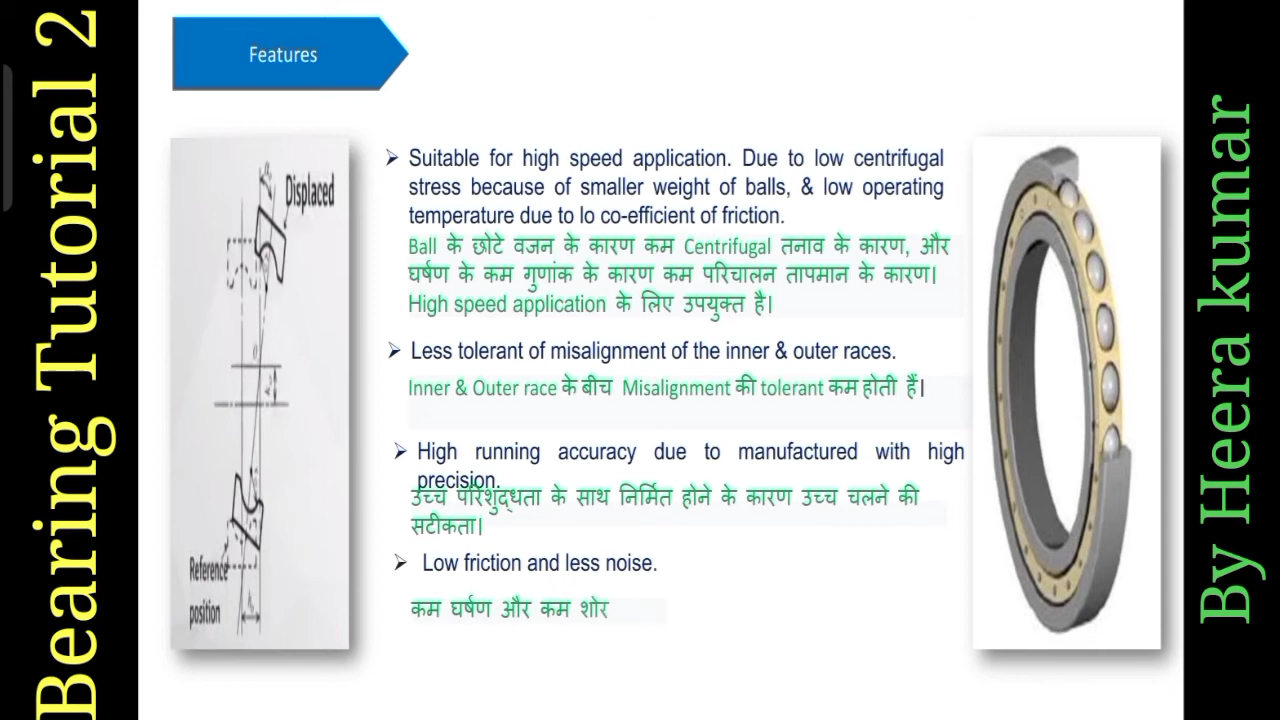 Bearing Tutorial 2
Features
Displaced
Reference
position
➢ Suitable for high speed application. Due to low centrifugal
stress because of smaller weight of balls, & low operating
temperature due to lo co-efficient of friction.
Ball के छोटे वजन के कारण कम Centrifugal तनाव के कारण, और
घर्षण के कम गुणांक के कारण कम परिचालन तापमान के कारण।
High speed application के लिए उपयुक्त है।
➢ Less tolerant of misalignment of the inner & outer races.
Inner & Outer race के बीच Misalignment की tolerant कम होती हैं|
➢ High running accuracy due to manufactured with high
precision.
उच्च परिशुद्धता के साथ निर्मित होने के कारण उच्च चलने की
सटीकता।
➢ Low friction and less noise.
कम घर्षण और कम शोर
By Heera kumar